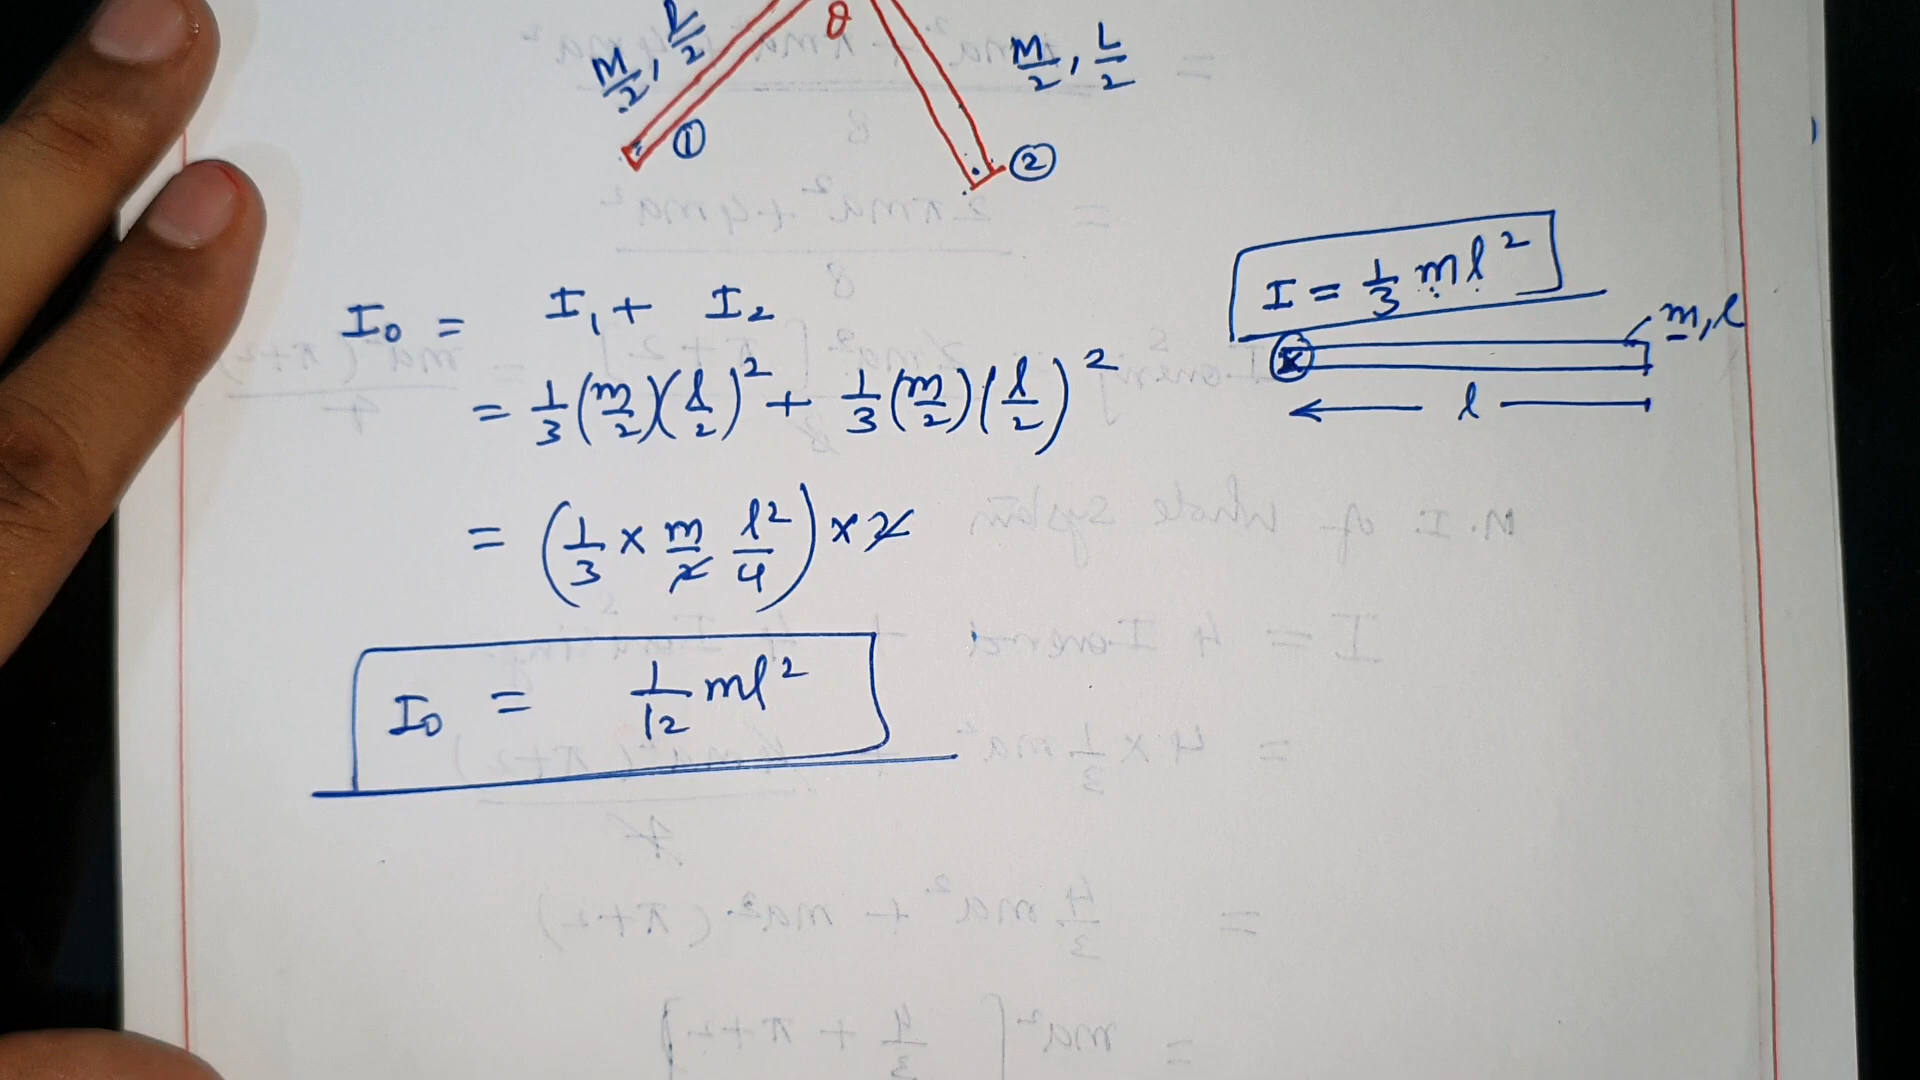 θ
M/2, L/2
M/2, L/2
①
②
I = 1/3 ml²
m, l
x
l
I₀ = I₁ + I₂
= 1/3 (m/2)(l/2)² + 1/3 (m/2)(l/2)²
= (1/3 × m/2 l²/4) × 2
I₀ = 1/12 ml²